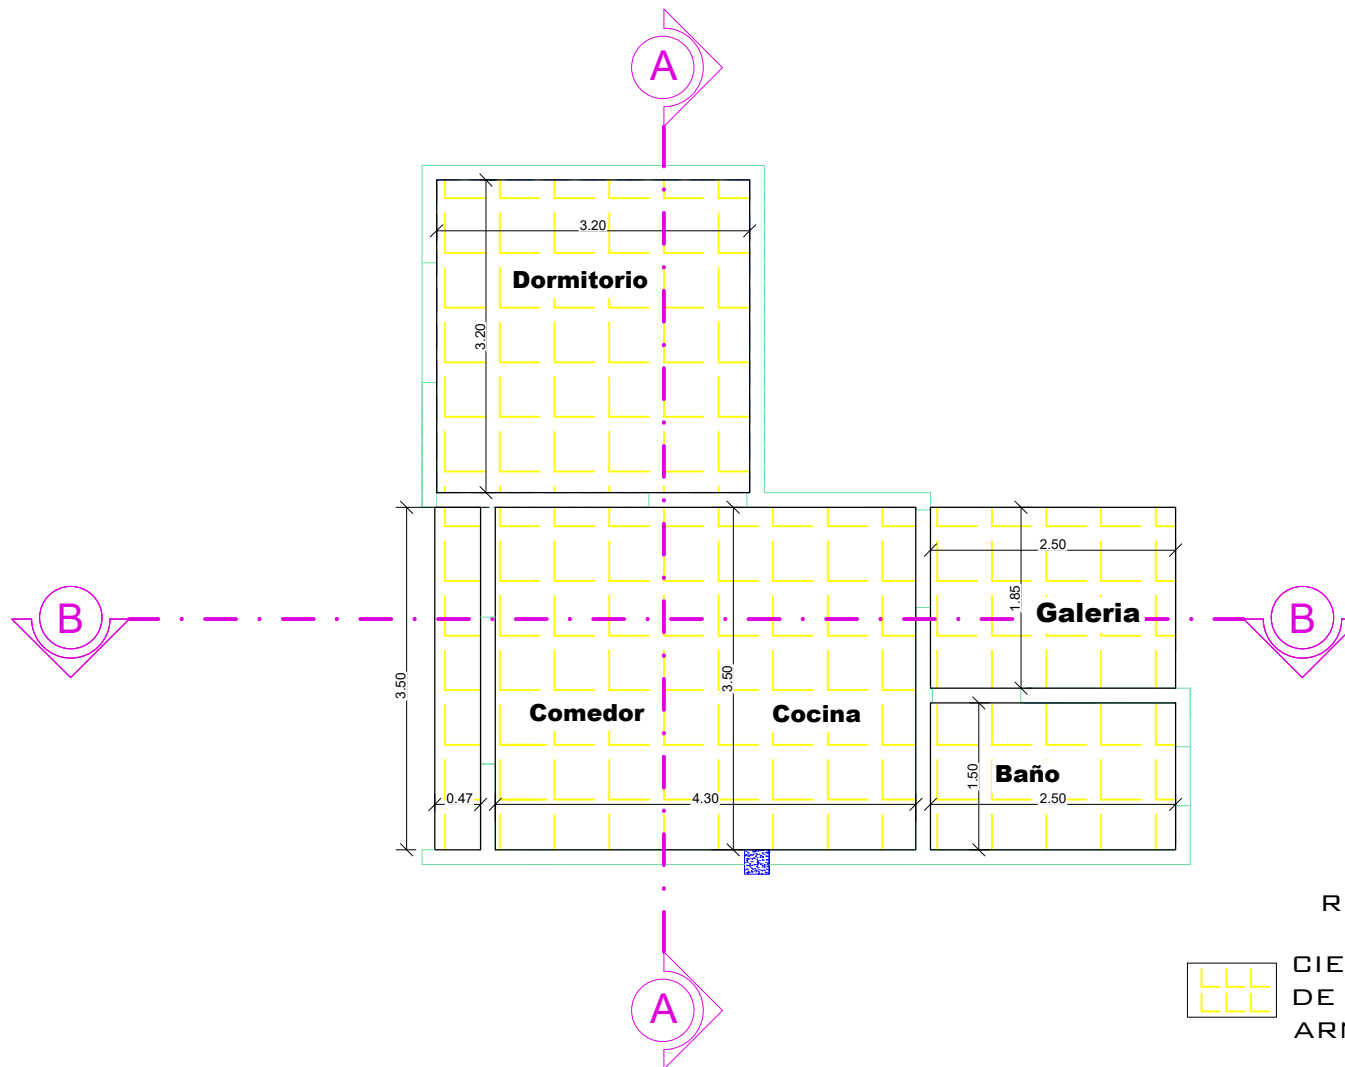 A
3.20
Dormitorio
3.20
2.50
1.85
Galeria
B
B
3.50
3.50
Comedor
Cocina
1.50
Baño
0.47
4.30
2.50
R
CIE
DE
A